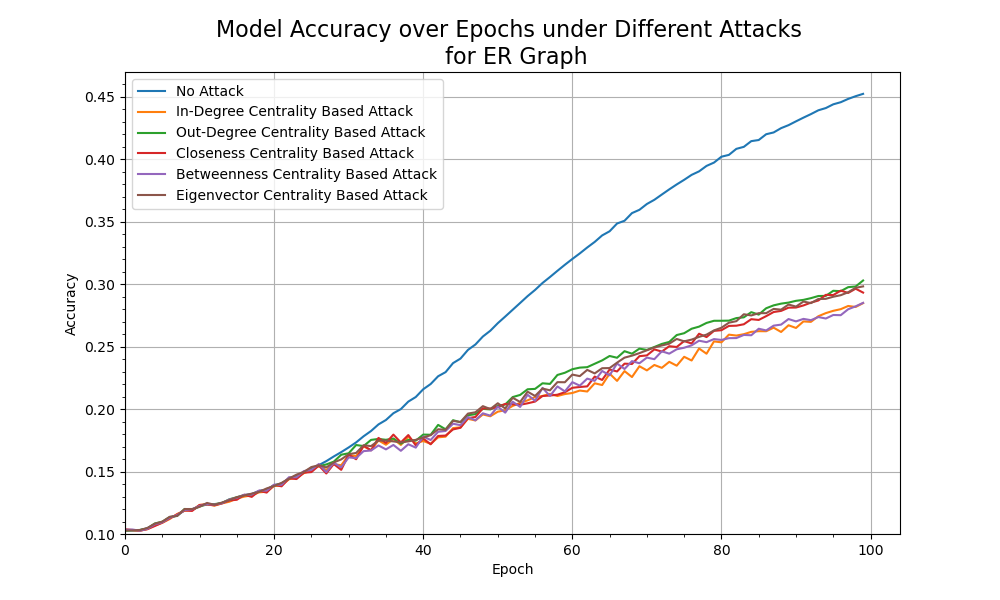 Model Accuracy over Epochs under Different Attacks
for ER Graph
No Attack
In-Degree Centrality Based Attack
Out-Degree Centrality Based Attack
Closeness Centrality Based Attack
Betweenness Centrality Based Attack
Eigenvector Centrality Based Attack
Accuracy
0.45
0.40
0.35
0.30
0.25
0.20
0.15
0.10
0 20 40 60 80 100
Epoch